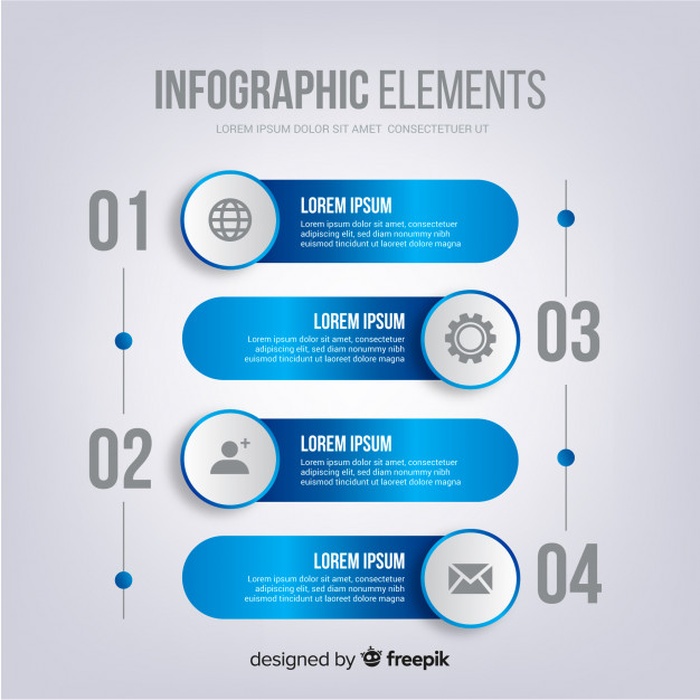 INFOGRAPHIC ELEMENTS
LOREM IPSUM DOLOR SIT AMET CONSECTETUER UT
01
LOREM IPSUM
Lorem ipsum dolor sit amet, consectetuer
adipiscing elit, sed diam nonummy nibh
euismod tincidunt ut laoreet dolore magna
03
LOREM IPSUM
Lorem ipsum dolor sit amet, consectetuer
adipiscing elit, sed diam nonummy nibh
euismod tincidunt ut laoreet dolore magna
02
LOREM IPSUM
Lorem ipsum dolor sit amet, consectetuer
adipiscing elit, sed diam nonummy nibh
euismod tincidunt ut laoreet dolore magna
04
LOREM IPSUM
Lorem ipsum dolor sit amet, consectetuer
adipiscing elit, sed diam nonummy nibh
euismod tincidunt ut laoreet dolore magna
designed by freepik